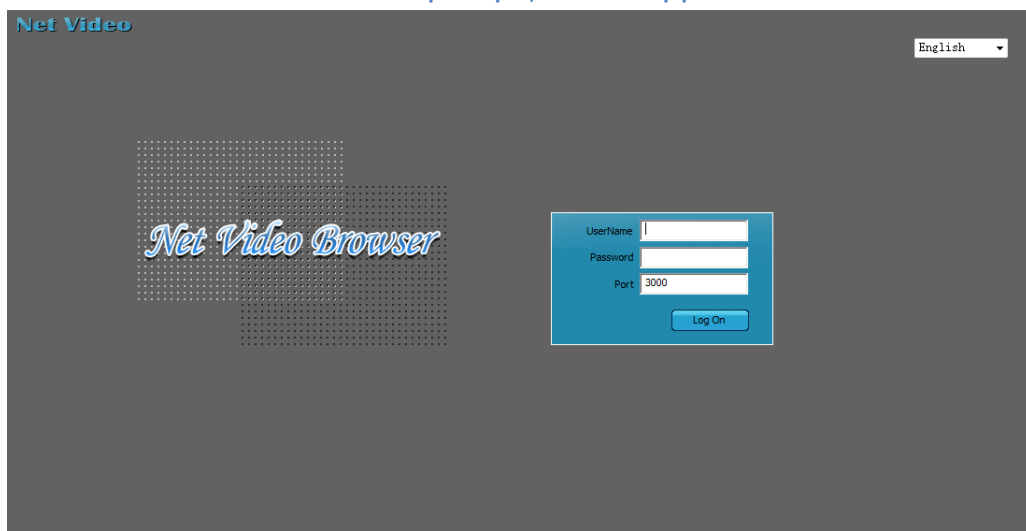 Net Video
English
Net Video Browser
UserName
Password
Port 3000
Log On